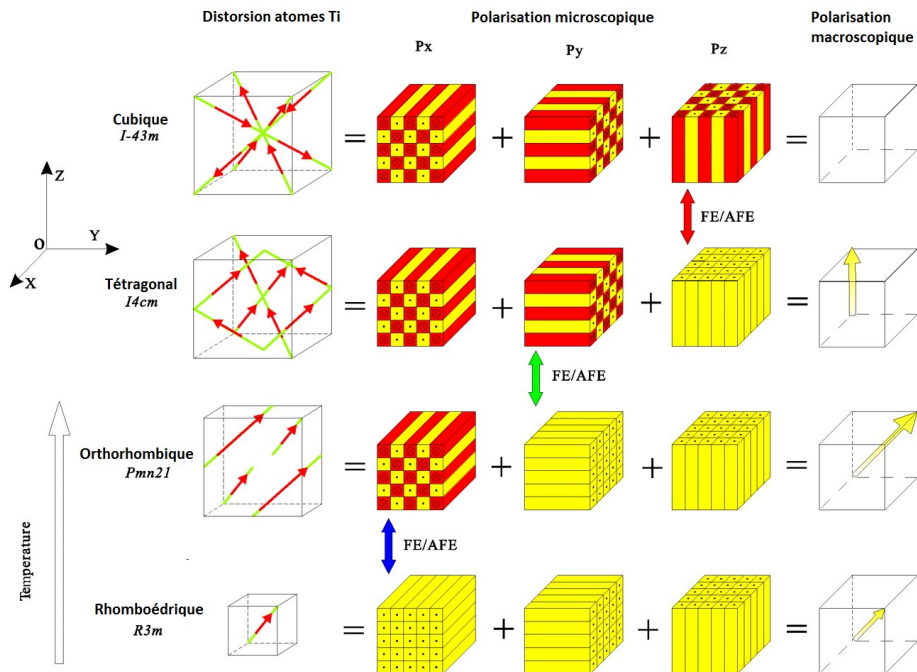 Distorsion atomes Ti
Polarisation microscopique
Polarisation
macroscopique
Px
Py
Pz
Cubique
I-43m
=
+
+
=
Z
O
Y
X
FE/AFE
Tétragonal
I4cm
=
+
+
=
FE/AFE
Orthorhombique
Pmn21
=
+
+
=
FE/AFE
Temperature
Rhomboédrique
R3m
=
+
+
=